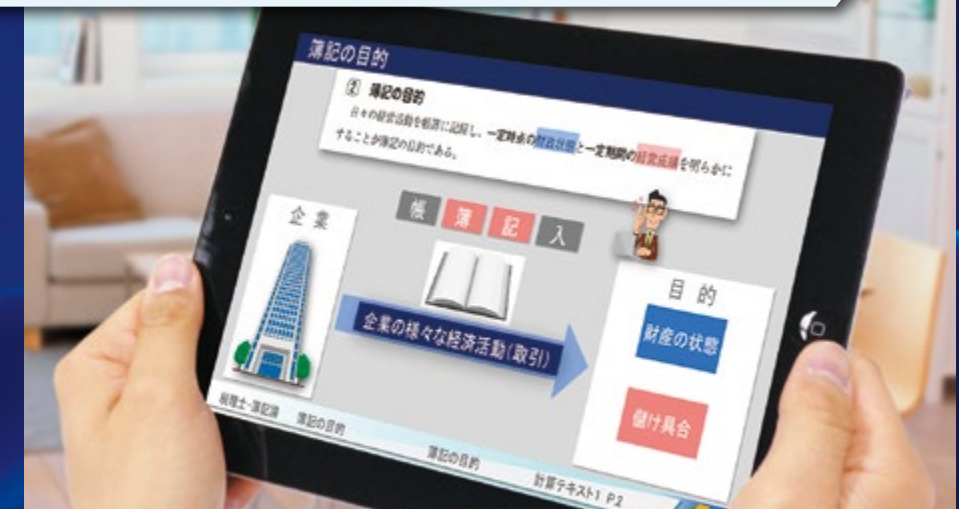 簿記の目的
② 簿記の目的
日々の経営活動を帳簿に記録し、一定時点の財政状態と一定期間の経営成績を明らかに
することが簿記の目的である。
企業
帳簿記入
目的
企業の様々な経済活動(取引)
財産の状態
儲け具合
税理士-簿記論 簿記の目的 簿記の目的 計算テキスト1 P2